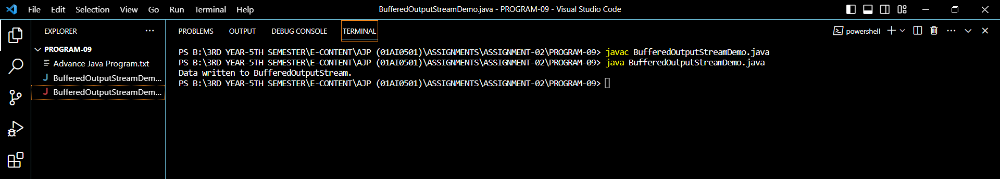 File Edit Selection View Go Run Terminal Help BufferedOutputStreamDemo.java - PROGRAM-09 - Visual Studio Code
EXPLORER ···
PROGRAM-09
Advance Java Program.txt
J BufferedOutputStreamDem...
J BufferedOutputStreamDem...
PROBLEMS OUTPUT DEBUG CONSOLE TERMINAL powershell
PS B:\3RD YEAR-5TH SEMESTER\E-CONTENT\AJP (01AI0501)\ASSIGNMENTS\ASSIGNMENT-02\PROGRAM-09> javac BufferedOutputStreamDemo.java
PS B:\3RD YEAR-5TH SEMESTER\E-CONTENT\AJP (01AI0501)\ASSIGNMENTS\ASSIGNMENT-02\PROGRAM-09> java BufferedOutputStreamDemo.java
Data written to BufferedOutputStream.
PS B:\3RD YEAR-5TH SEMESTER\E-CONTENT\AJP (01AI0501)\ASSIGNMENTS\ASSIGNMENT-02\PROGRAM-09>